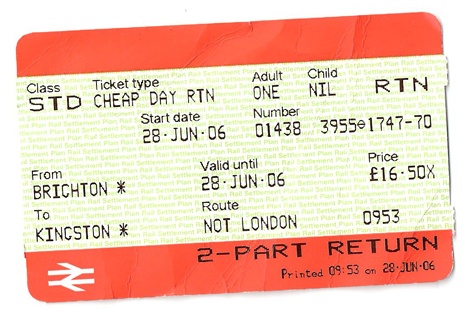 Class Ticket type Adult Child
STD CHEAP DAY RTN ONE NIL RTN
Start date Number
28·JUN·06 01438 3955⊖1747-70
From Valid until Price
BRIGHTON * 28·JUN·06 £16·50X
To Route
KINGSTON * NOT LONDON 0953
2-PART RETURN
Printed 09:53 on 28·JUN·06